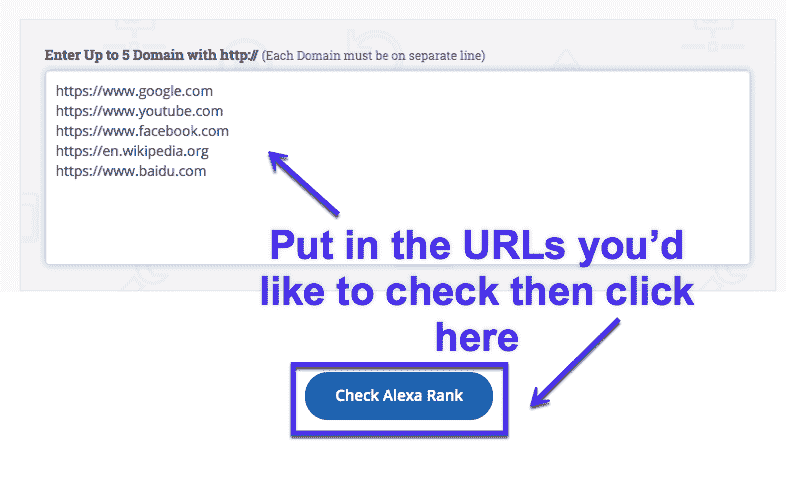 Enter Up to 5 Domain with http:// (Each Domain must be on separate line)
https://www.google.com
https://www.youtube.com
https://www.facebook.com
https://en.wikipedia.org
https://www.baidu.com
Put in the URLs you’d
like to check then click
here
Check Alexa Rank